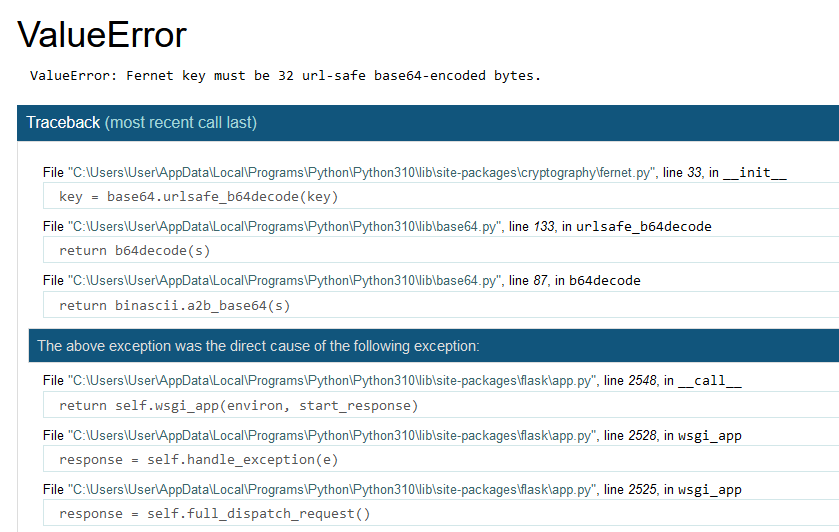 ValueError
ValueError: Fernet key must be 32 url-safe base64-encoded bytes.
Traceback (most recent call last)
File "C:\Users\User\AppData\Local\Programs\Python\Python310\lib\site-packages\cryptography\fernet.py", line 33, in __init__
key = base64.urlsafe_b64decode(key)
File "C:\Users\User\AppData\Local\Programs\Python\Python310\lib\base64.py", line 133, in urlsafe_b64decode
return b64decode(s)
File "C:\Users\User\AppData\Local\Programs\Python\Python310\lib\base64.py", line 87, in b64decode
return binascii.a2b_base64(s)
The above exception was the direct cause of the following exception:
File "C:\Users\User\AppData\Local\Programs\Python\Python310\lib\site-packages\flask\app.py", line 2548, in __call__
return self.wsgi_app(environ, start_response)
File "C:\Users\User\AppData\Local\Programs\Python\Python310\lib\site-packages\flask\app.py", line 2528, in wsgi_app
response = self.handle_exception(e)
File "C:\Users\User\AppData\Local\Programs\Python\Python310\lib\site-packages\flask\app.py", line 2525, in wsgi_app
response = self.full_dispatch_request()